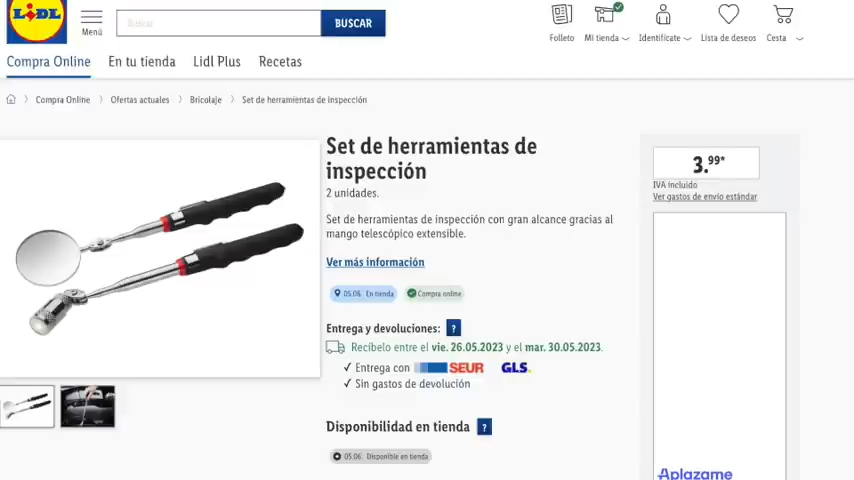 LIDL
Menú
Buscar
BUSCAR
Folleto
Mi tienda
Identifícate
Lista de deseos
Cesta
Compra Online
En tu tienda
Lidl Plus
Recetas
Compra Online
Ofertas actuales
Bricolaje
Set de herramientas de inspección
Set de herramientas de
inspección
2 unidades.
Set de herramientas de inspección con gran alcance gracias al
mango telescópico extensible.
Ver más información
05.06. En tienda
Compra online
Entrega y devoluciones: ?
Recíbelo entre el vie. 26.05.2023 y el mar. 30.05.2023.
✓ Entrega con SEUR GLS.
✓ Sin gastos de devolución
Disponibilidad en tienda ?
05.06. Disponible en tienda
3.99*
IVA incluido
Ver gastos de envío estándar
Aplazame